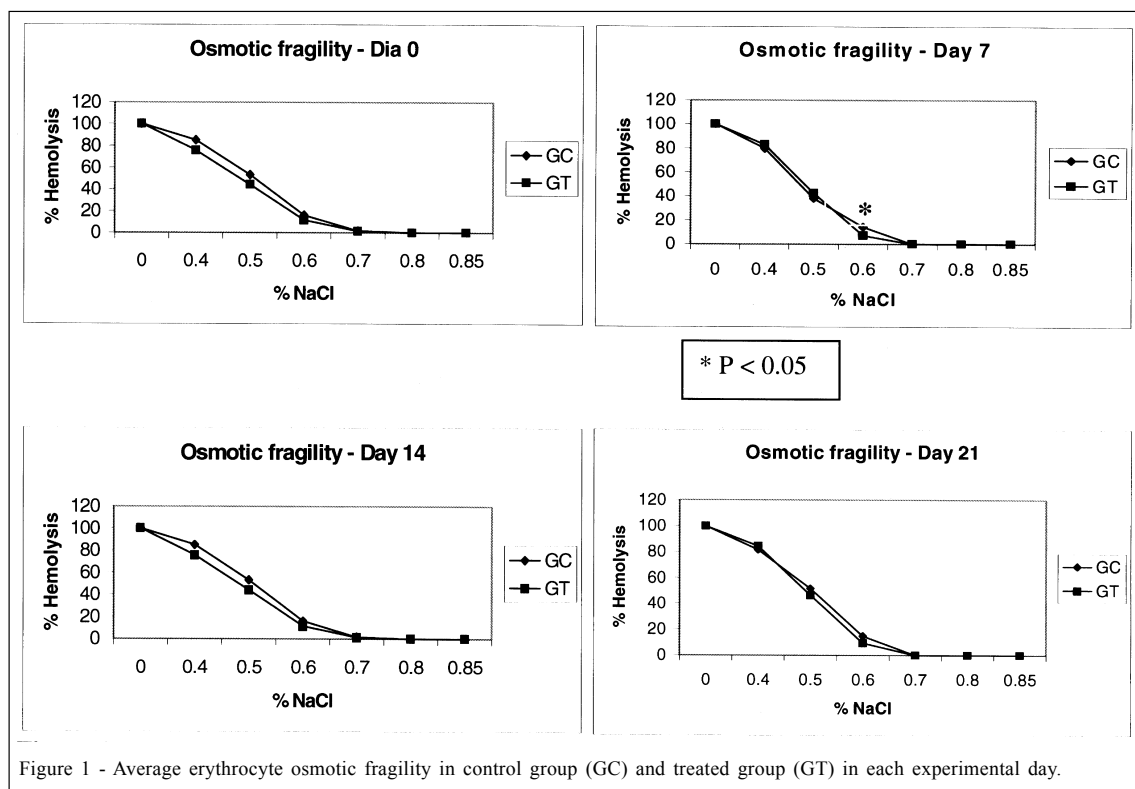 Osmotic fragility - Dia 0
% Hemolysis
120
100
80
60
40
20
0
0 0.4 0.5 0.6 0.7 0.8 0.85
% NaCl
GC
GT
Osmotic fragility - Day 7
% Hemolysis
120
100
80
60
40
20
0
*
0 0.4 0.5 0.6 0.7 0.8 0.85
% NaCl
GC
GT
* P < 0.05
Osmotic fragility - Day 14
% Hemolysis
120
100
80
60
40
20
0
0 0.4 0.5 0.6 0.7 0.8 0.85
% NaCl
GC
GT
Osmotic fragility - Day 21
% Hemolysis
120
100
80
60
40
20
0
0 0.4 0.5 0.6 0.7 0.8 0.85
% NaCl
GC
GT
Figure 1 - Average erythrocyte osmotic fragility in control group (GC) and treated group (GT) in each experimental day.